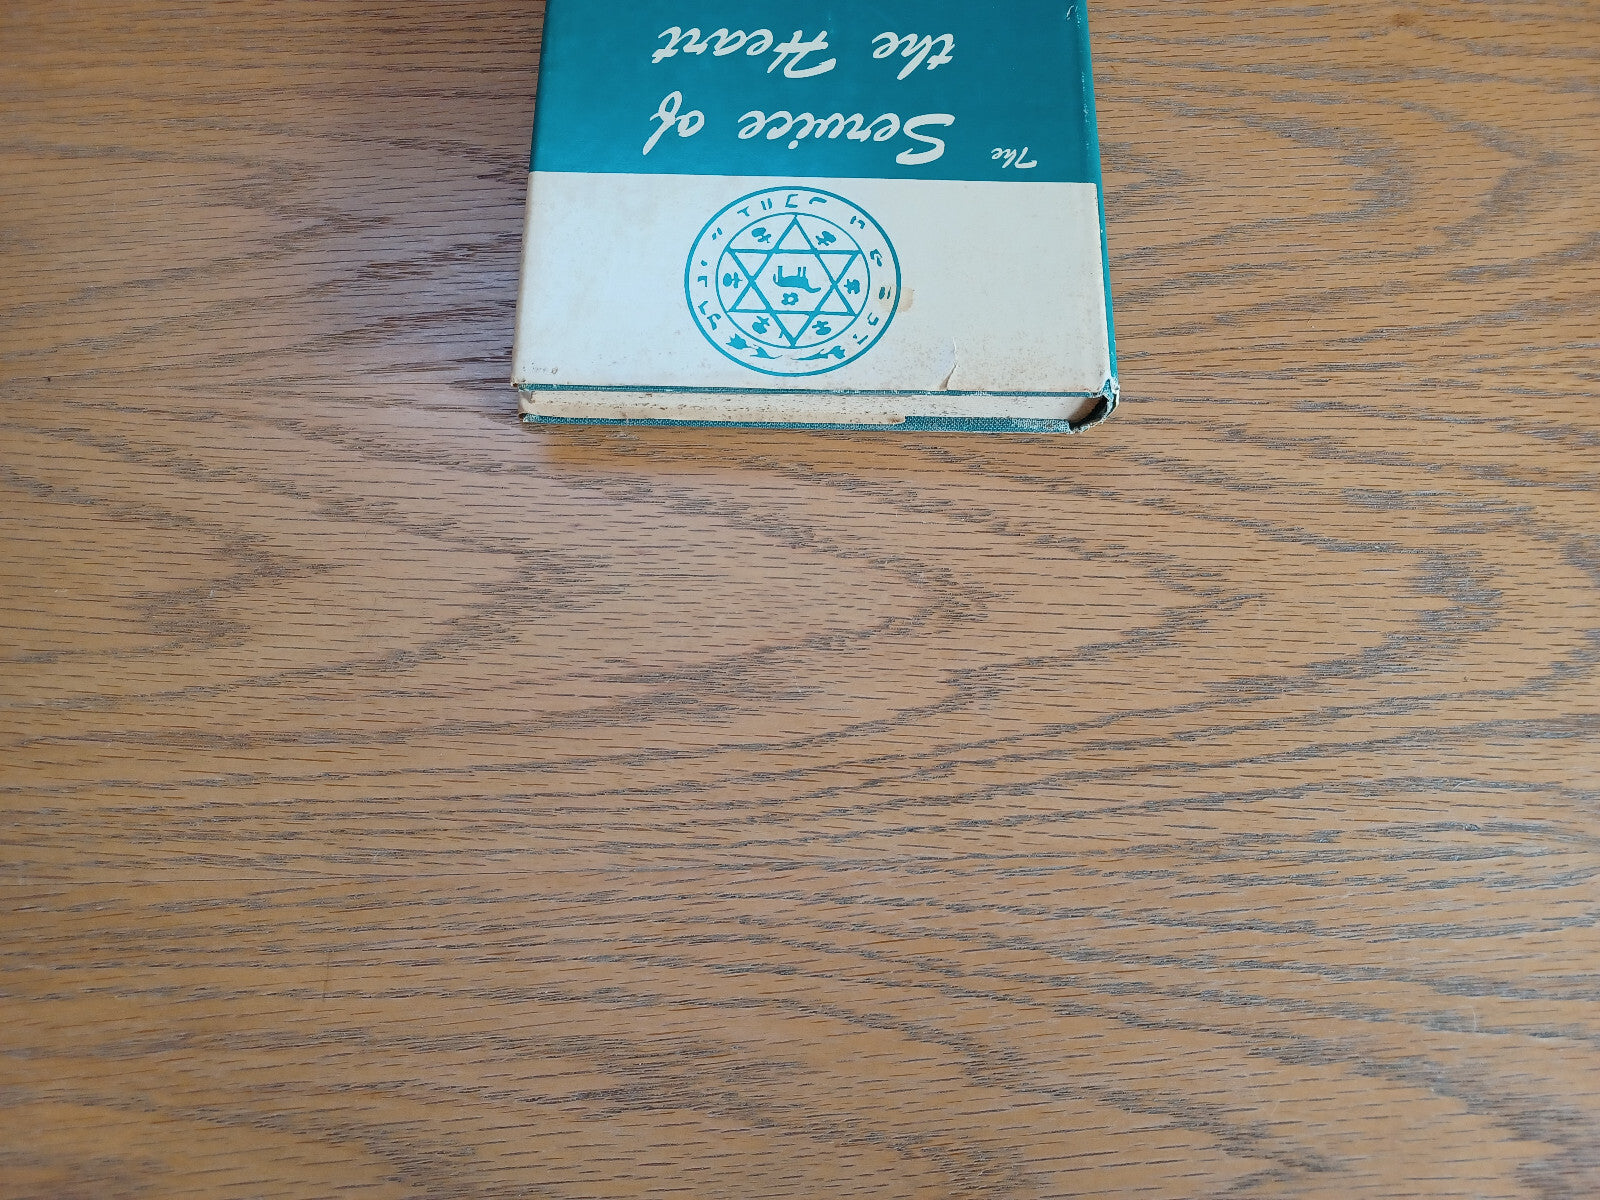 The Service of
the Heart